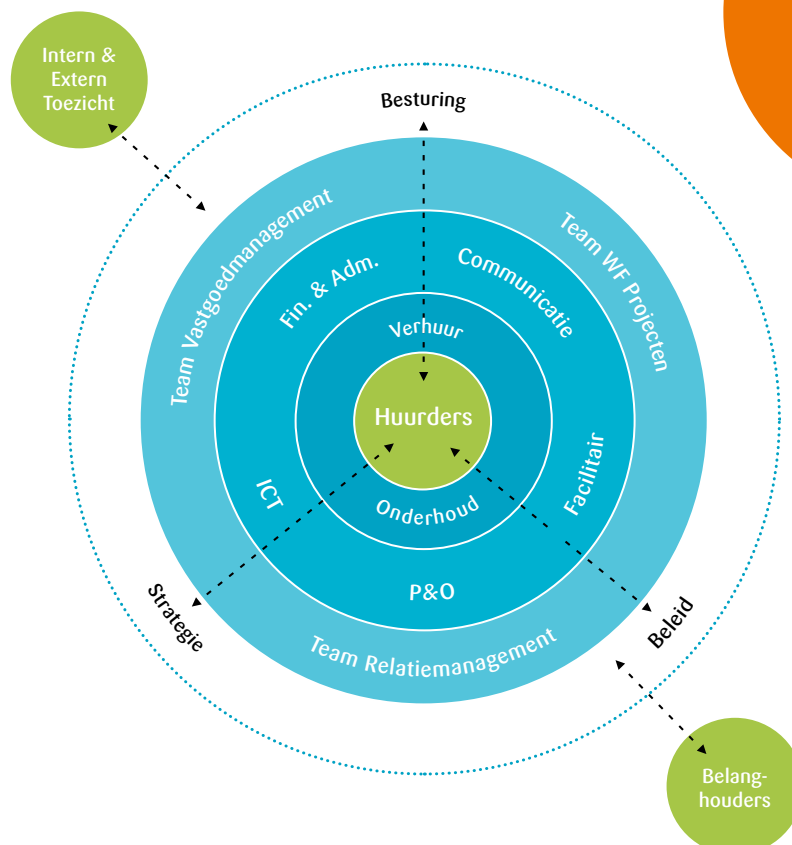 Intern &
Extern
Toezicht
Besturing
Team Vastgoedmanagement
Team WF Projecten
Fin. & Adm.
Communicatie
Verhuur
Huurders
ICT
Onderhoud
Facilitair
P&O
Strategie
Team Relatiemanagement
Beleid
Belang-
houders